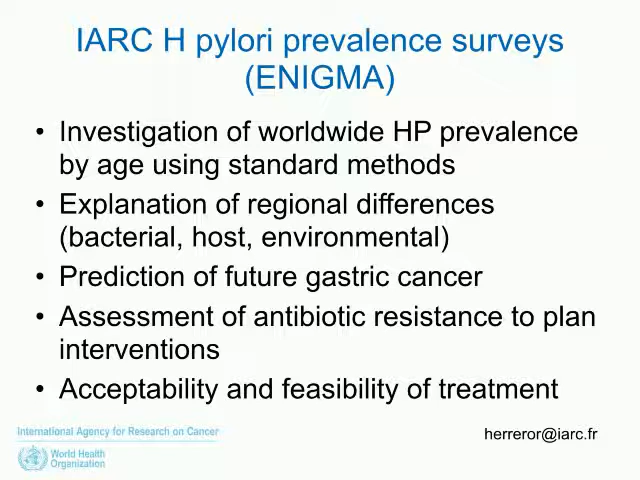 IARC H pylori prevalence surveys
(ENIGMA)
• Investigation of worldwide HP prevalence
by age using standard methods
• Explanation of regional differences
(bacterial, host, environmental)
• Prediction of future gastric cancer
• Assessment of antibiotic resistance to plan
interventions
• Acceptability and feasibility of treatment
International Agency for Research on Cancer
World Health
Organization
herreror@iarc.fr